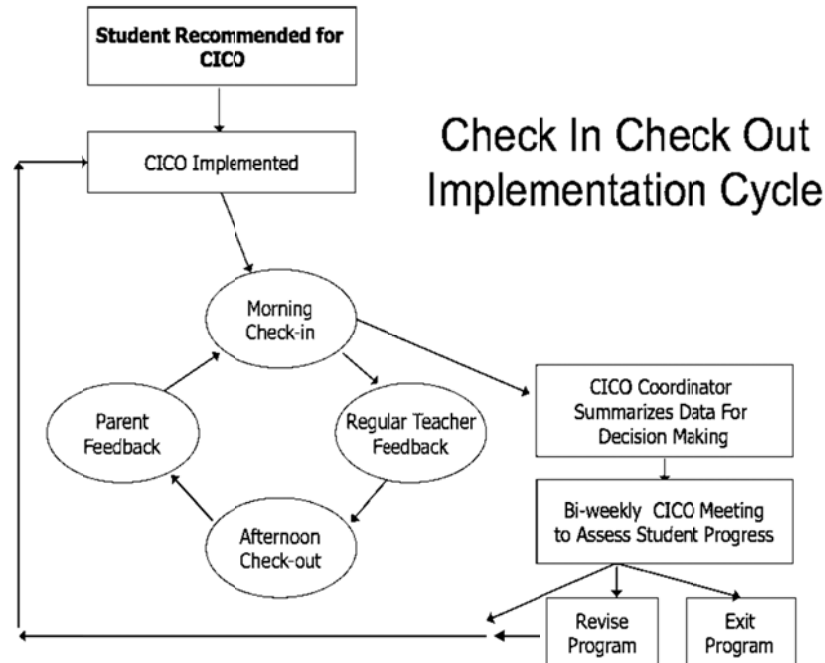 Student Recommended for
CICO
Check In Check Out
Implementation Cycle
CICO Implemented
Morning
Check-in
Parent
Feedback
Regular Teacher
Feedback
Afternoon
Check-out
CICO Coordinator
Summarizes Data For
Decision Making
Bi-weekly CICO Meeting
to Assess Student Progress
Revise
Program
Exit
Program